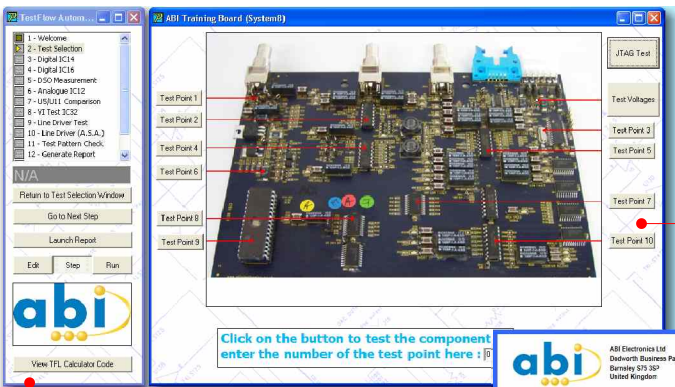 TestFlow Autom...
1 - Welcome
2 - Test Selection
3 - Digital IC14
4 - Digital IC16
5 - DSO Measurement
6 - Analogue IC12
7 - U5/U11 Comparison
8 - VI Test IC32
9 - Line Driver Test
10 - Line Driver (A.S.A.)
11 - Test Pattern Check.
12 - Generate Report
N/A
Return to Test Selection Window
Go to Next Step
Launch Report
Edit Step Run
abi
View TFL Calculator Code
ABI Training Board (System8)
JTAG Test
Test Point 1
Test Voltages
Test Point 2
Test Point 3
Test Point 4
Test Point 5
Test Point 6
Test Point 7
Test Point 8
Test Point 9
Test Point 10
Click on the button to test the component
enter the number of the test point here : 0
abi
ABI Electronics Ltd
Dodworth Business Pa
Barnsley S75 3SP
United Kingdom